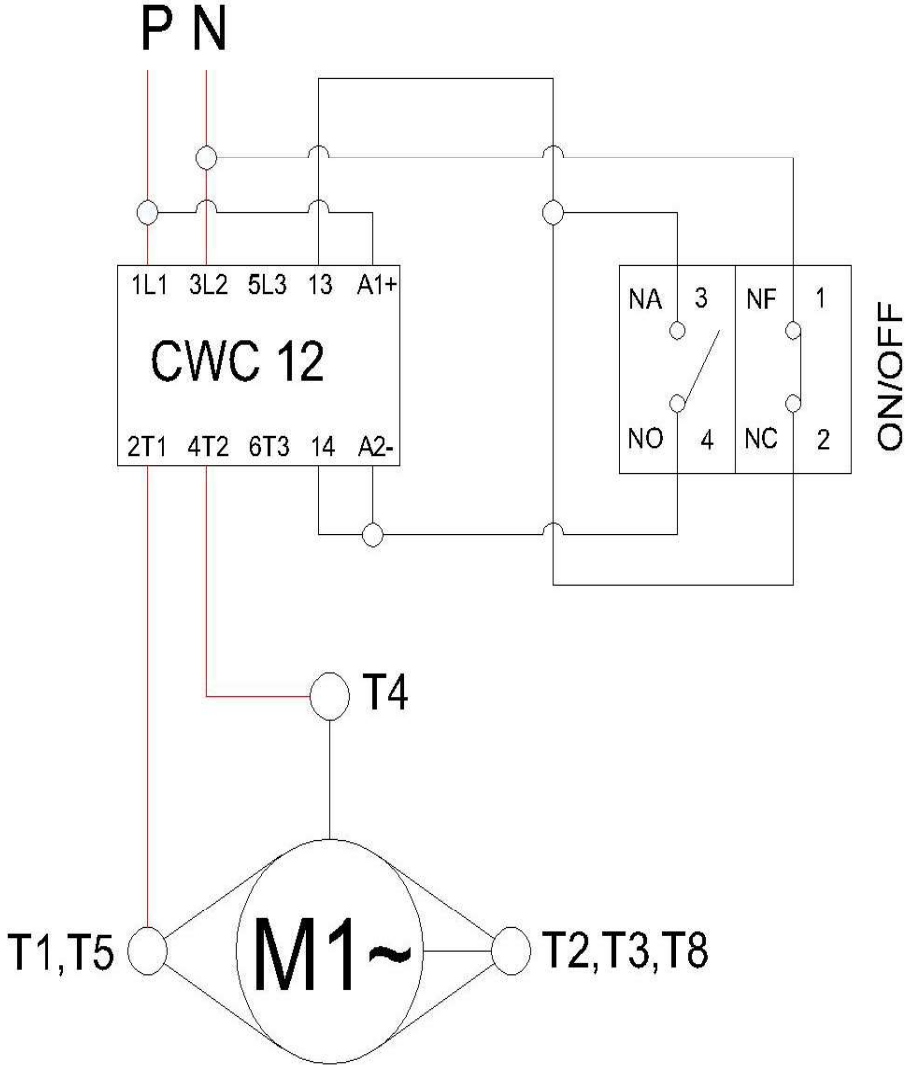 P N
1L1 3L2 5L3 13 A1+
CWC 12
2T1 4T2 6T3 14 A2-
NA 3 NF 1
NO 4 NC 2
ON/OFF
T4
T1,T5
M1~
T2,T3,T8